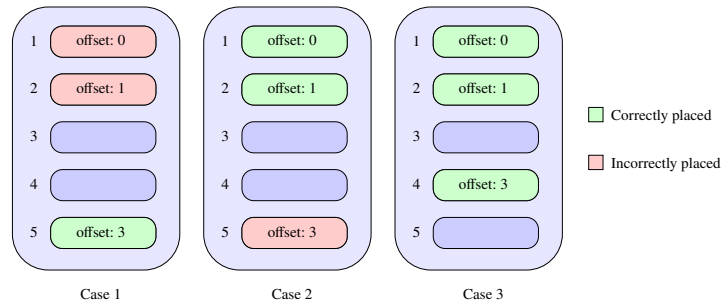 1 offset: 0
2 offset: 1
3
4
5 offset: 3
Case 1
1 offset: 0
2 offset: 1
3
4
5 offset: 3
Case 2
1 offset: 0
2 offset: 1
3
4 offset: 3
5
Case 3
Correctly placed
Incorrectly placed